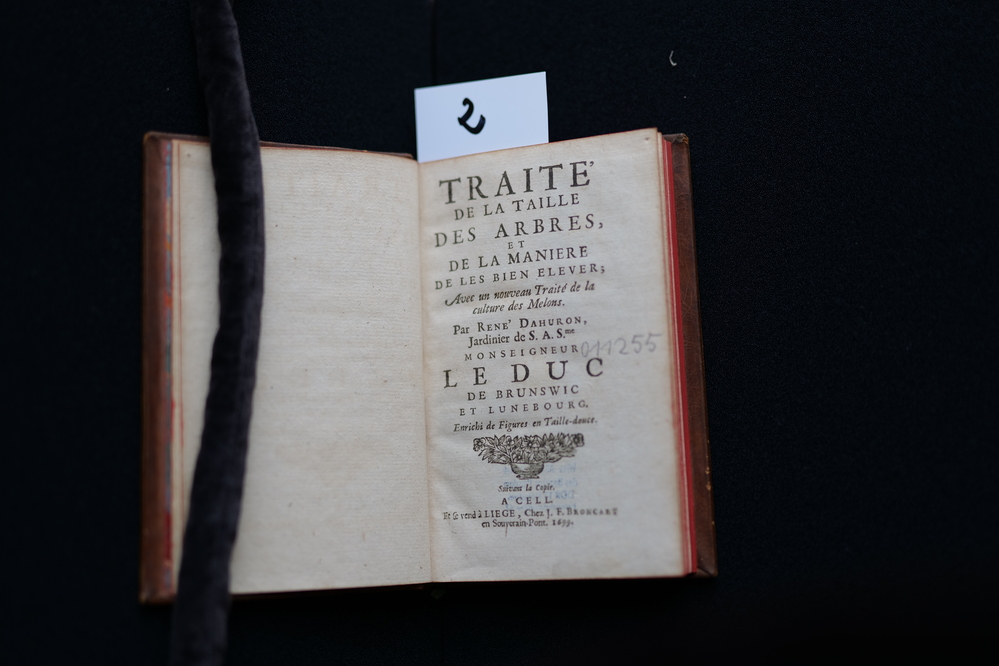 2
TRAITE'
DE LA TAILLE
DES ARBRES,
ET
DE LA MANIERE
DE LES BIEN ELEVER;
Avec un nouveau Traité de la
culture des Melons.
Par RENE' DAHURON,
Jardinier de S. A. S.me
MONSEIGNEUR
011255
LE DUC
DE BRUNSWIC
ET LUNEBOURG.
Enrichi de Figures en Taille-douce.
Suivant la Copie.
A CELL.
Et se vend à LIEGE, Chez J. F. BRONCART
en Souverain-Pont. 1699.